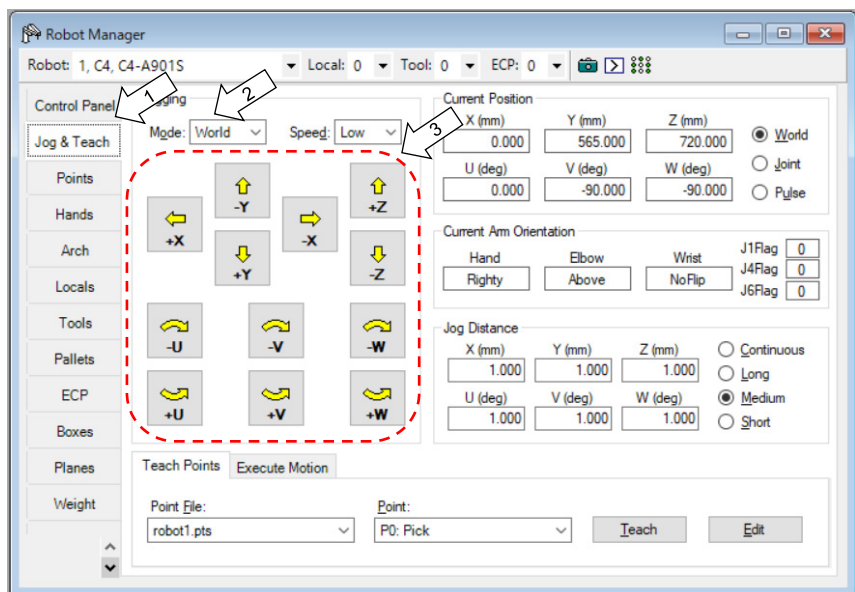 Robot Manager
Robot: 1, C4, C4-A901S Local: 0 Tool: 0 ECP: 0
Control Panel
Jog & Teach
Points
Hands
Arch
Locals
Tools
Pallets
ECP
Boxes
Planes
Weight
1
2
3
Mode: World Speed: Low
-Y +Z
+X -X
+Y -Z
-U -V -W
+U +V +W
Current Position
X (mm) Y (mm) Z (mm)
0.000 565.000 720.000
U (deg) V (deg) W (deg)
0.000 -90.000 -90.000
World
Joint
Pulse
Current Arm Orientation
Hand Elbow Wrist
Righty Above NoFlip
J1Flag 0
J4Flag 0
J6Flag 0
Jog Distance
X (mm) Y (mm) Z (mm)
1.000 1.000 1.000
U (deg) V (deg) W (deg)
1.000 1.000 1.000
Continuous
Long
Medium
Short
Teach Points Execute Motion
Point File: Point:
robot1.pts P0: Pick Teach Edit